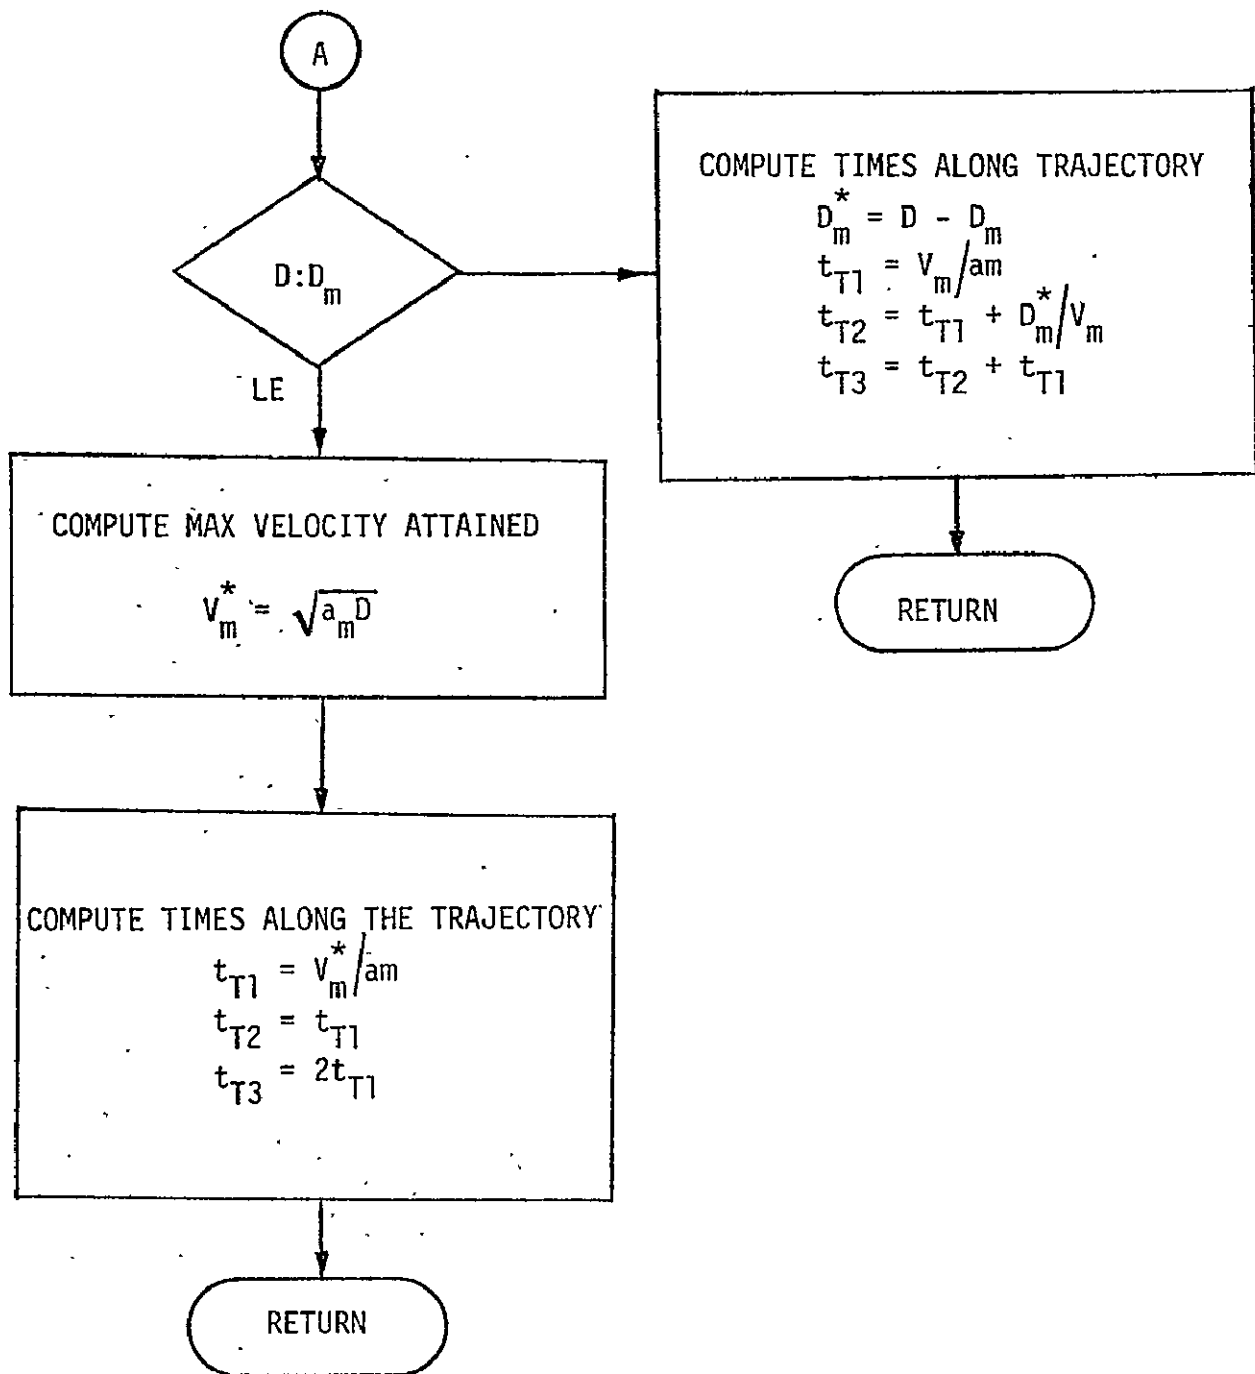 A
D:D_m
LE
COMPUTE TIMES ALONG TRAJECTORY
D_m^* = D - D_m
t_T1 = V_m/am
t_T2 = t_T1 + D_m^*/V_m
t_T3 = t_T2 + t_T1
RETURN
COMPUTE MAX VELOCITY ATTAINED
V_m^* = √a_mD
COMPUTE TIMES ALONG THE TRAJECTORY
t_T1 = V_m^*/am
t_T2 = t_T1
t_T3 = 2t_T1
RETURN